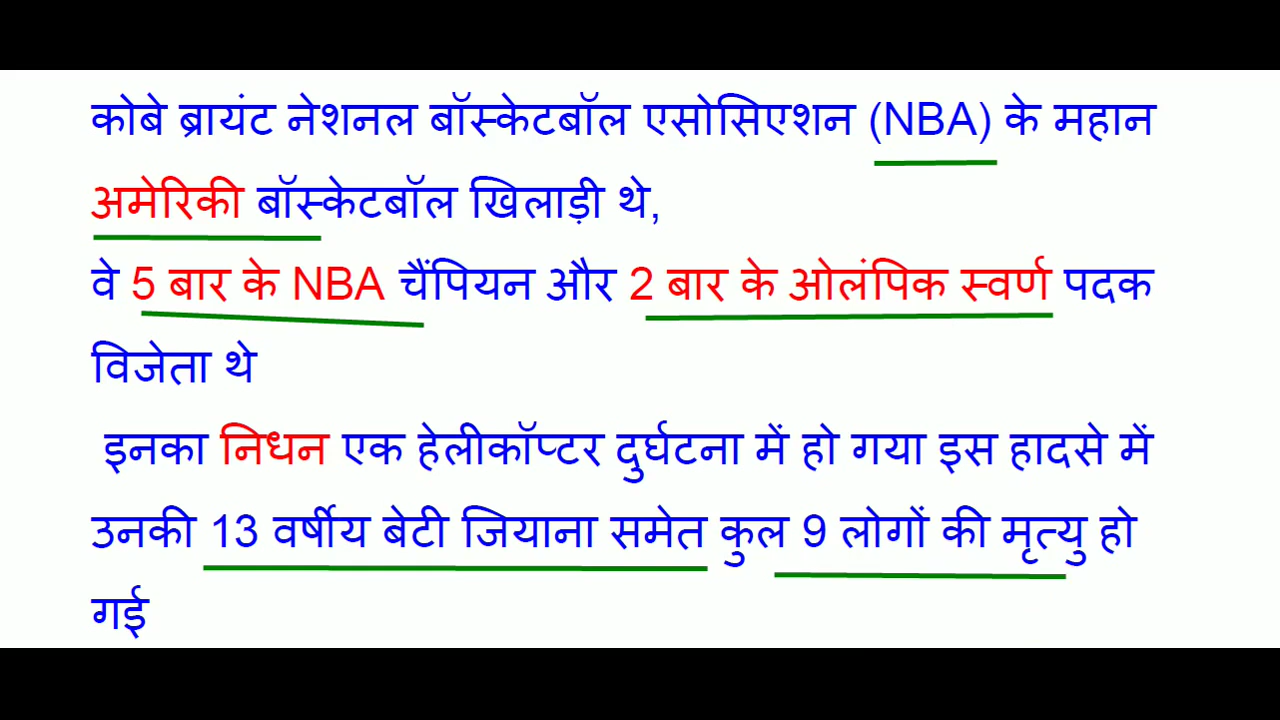 कोबे ब्रायंट नेशनल बॉस्केटबॉल एसोसिएशन (NBA) के महान
अमेरिकी बॉस्केटबॉल खिलाड़ी थे,
वे 5 बार के NBA चैंपियन और 2 बार के ओलंपिक स्वर्ण पदक
विजेता थे
इनका निधन एक हेलीकॉप्टर दुर्घटना में हो गया इस हादसे में
उनकी 13 वर्षीय बेटी जियाना समेत कुल 9 लोगों की मृत्यु हो
गई